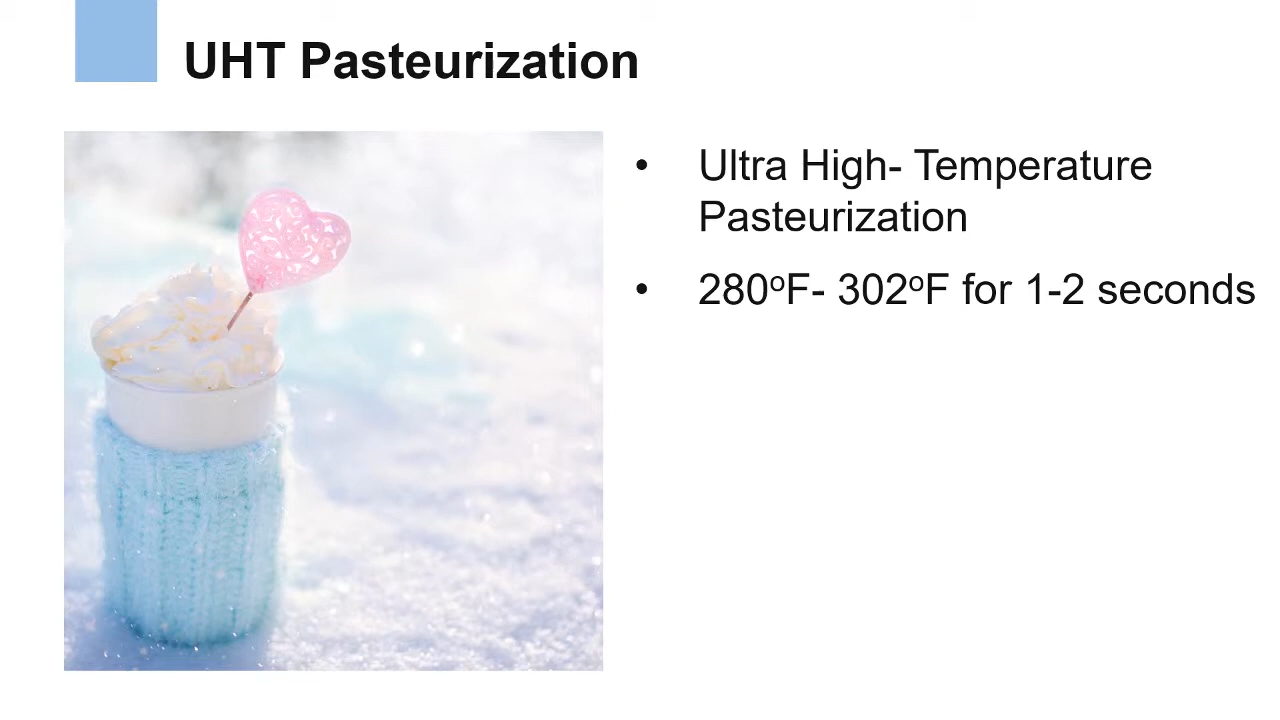 UHT Pasteurization
• Ultra High- Temperature
Pasteurization
• 280ºF- 302ºF for 1-2 seconds